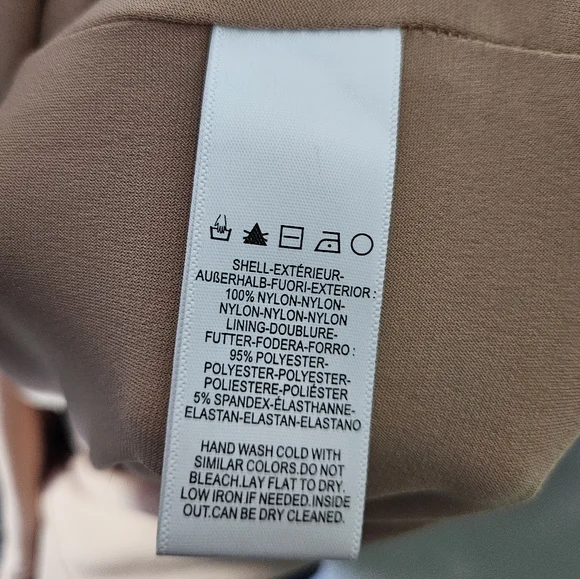 SHELL-EXTÉRIEUR-
AUßERHALB-FUORI-EXTERIOR :
100% NYLON-NYLON-
NYLON-NYLON-NYLON
LINING-DOUBLURE-
FUTTER-FODERA-FORRO :
95% POLYESTER-
POLYESTER-POLYESTER-
POLIESTERE-POLIÉSTER
5% SPANDEX-ÉLASTHANNE-
ELASTAN-ELASTAN-ELASTANO
HAND WASH COLD WITH
SIMILAR COLORS.DO NOT
BLEACH.LAY FLAT TO DRY.
LOW IRON.IF NEEDED.INSIDE
OUT.CAN BE DRY CLEANED.